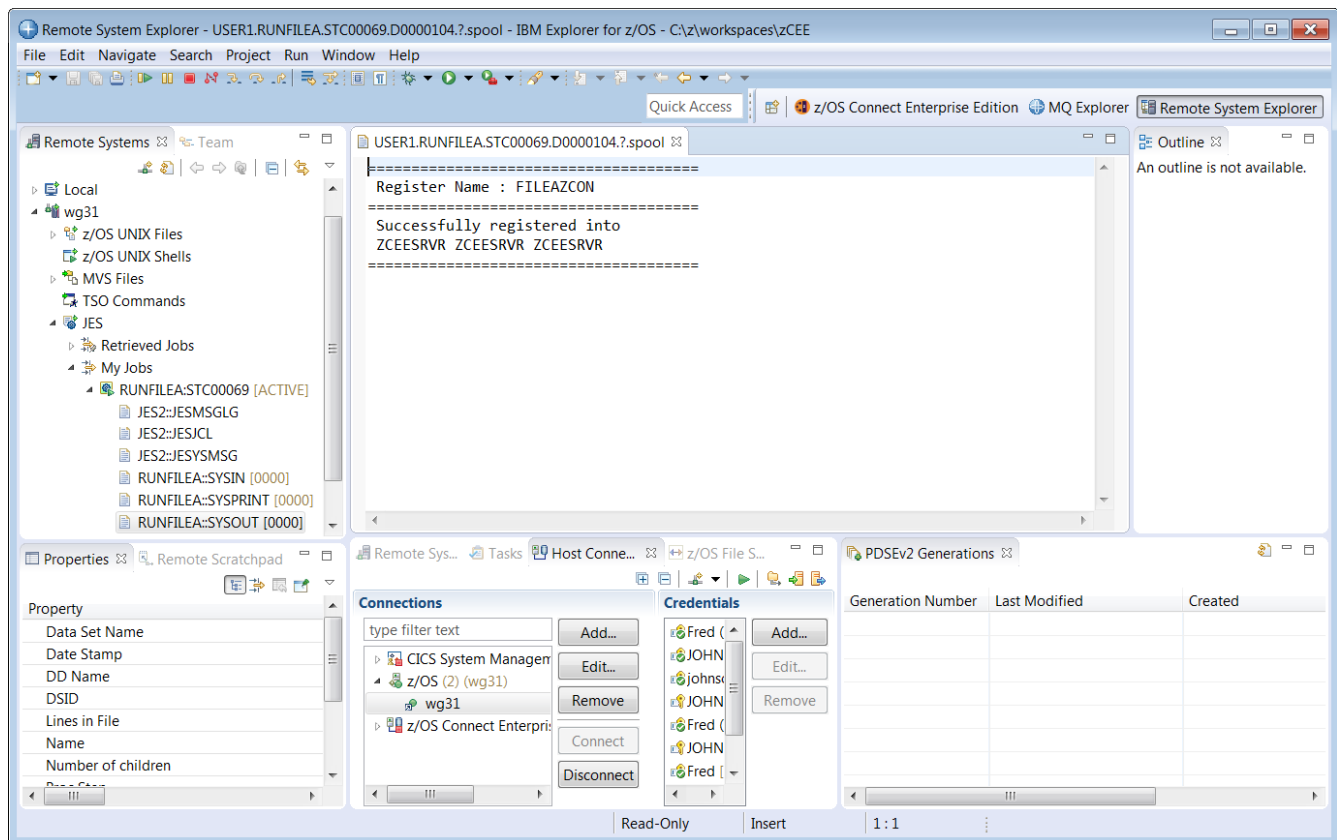 Remote System Explorer - USER1.RUNFILEA.STC00069.D0000104.?.spool - IBM Explorer for z/OS - C:\z\workspaces\zCEE
File Edit Navigate Search Project Run Window Help
Quick Access
z/OS Connect Enterprise Edition
MQ Explorer
Remote System Explorer
Remote Systems
Team
Local
wg31
z/OS UNIX Files
z/OS UNIX Shells
MVS Files
TSO Commands
JES
Retrieved Jobs
My Jobs
RUNFILEA:STC00069 [ACTIVE]
JES2::JESMSGLG
JES2::JESJCL
JES2::JESYSMSG
RUNFILEA::SYSIN [0000]
RUNFILEA::SYSPRINT [0000]
RUNFILEA::SYSOUT [0000]
USER1.RUNFILEA.STC00069.D0000104.?.spool
======================================
Register Name : FILEAZCON
======================================
Successfully registered into
ZCEESRVR ZCEESRVR ZCEESRVR
======================================
Outline
An outline is not available.
Properties
Remote Scratchpad
Property
Data Set Name
Date Stamp
DD Name
DSID
Lines in File
Name
Number of children
Remote Sys...
Tasks
Host Conne...
z/OS File S...
Connections
type filter text
CICS System Managem
z/OS (2) (wg31)
wg31
z/OS Connect Enterpri
Add...
Edit...
Remove
Connect
Disconnect
Credentials
Fred (
JOHN
johns
JOHN
Fred (
JOHN
Fred [
Add...
Edit...
Remove
PDSEv2 Generations
Generation Number Last Modified Created
Read-Only
Insert
1 : 1